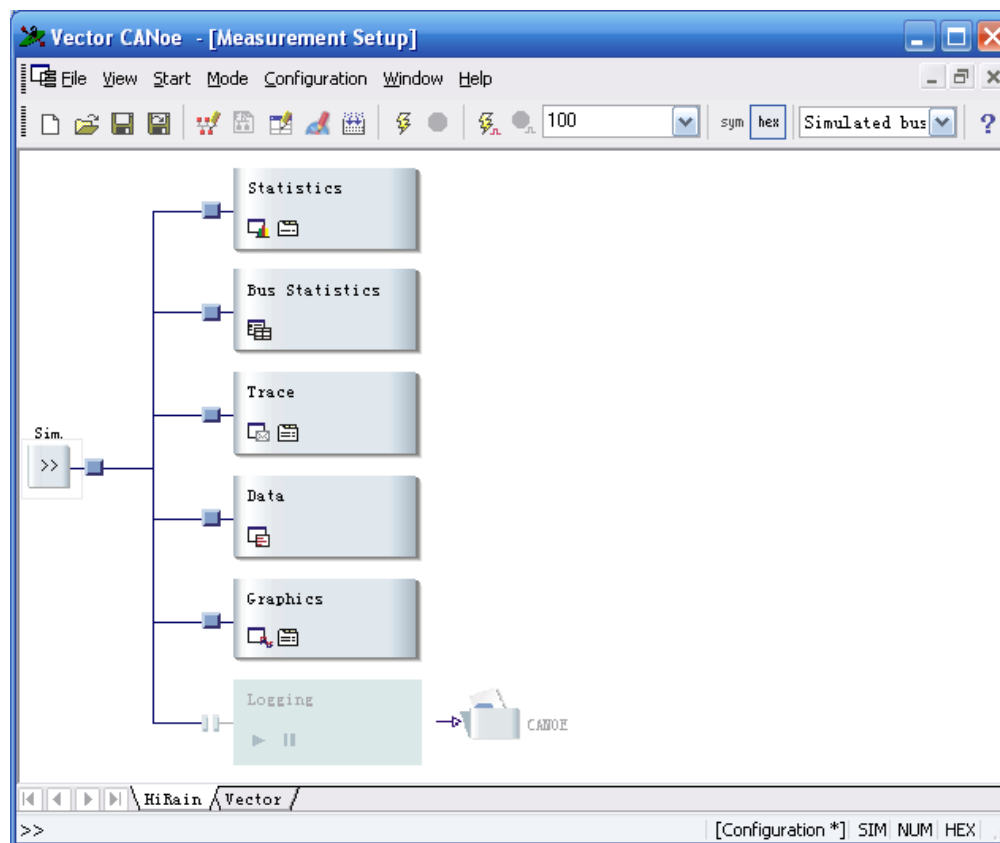 Vector CANoe - [Measurement Setup]
File View Start Mode Configuration Window Help
100 sym hex Simulated bus ?
Statistics
Bus Statistics
Trace
Sim.
>>
Data
Graphics
Logging
CANOE
HiRain Vector
>> [Configuration *] SIM NUM HEX